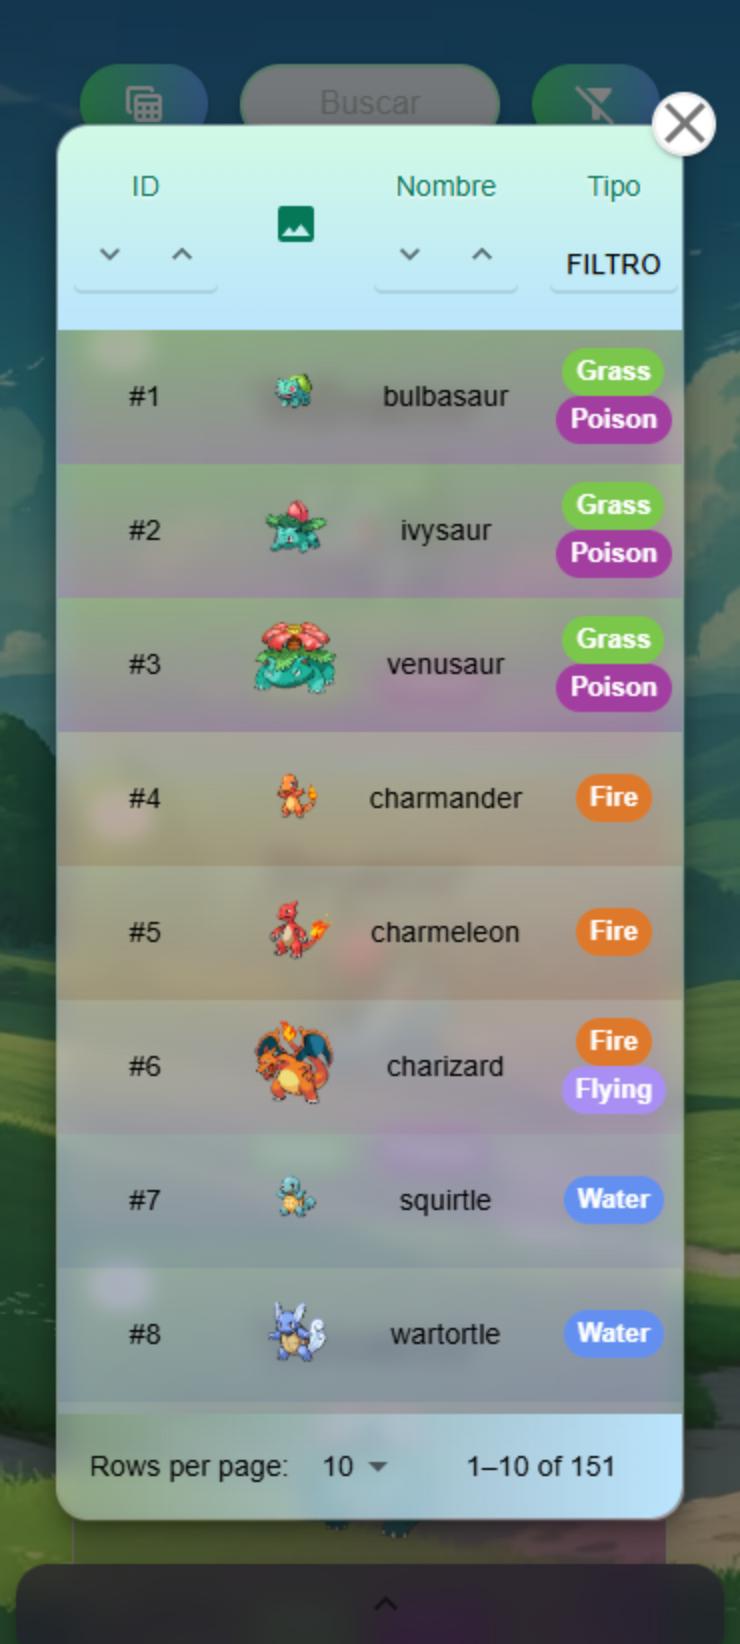 Buscar
ID Nombre Tipo
FILTRO
#1 bulbasaur Grass Poison
#2 ivysaur Grass Poison
#3 venusaur Grass Poison
#4 charmander Fire
#5 charmeleon Fire
#6 charizard Fire Flying
#7 squirtle Water
#8 wartortle Water
Rows per page: 10 1–10 of 151